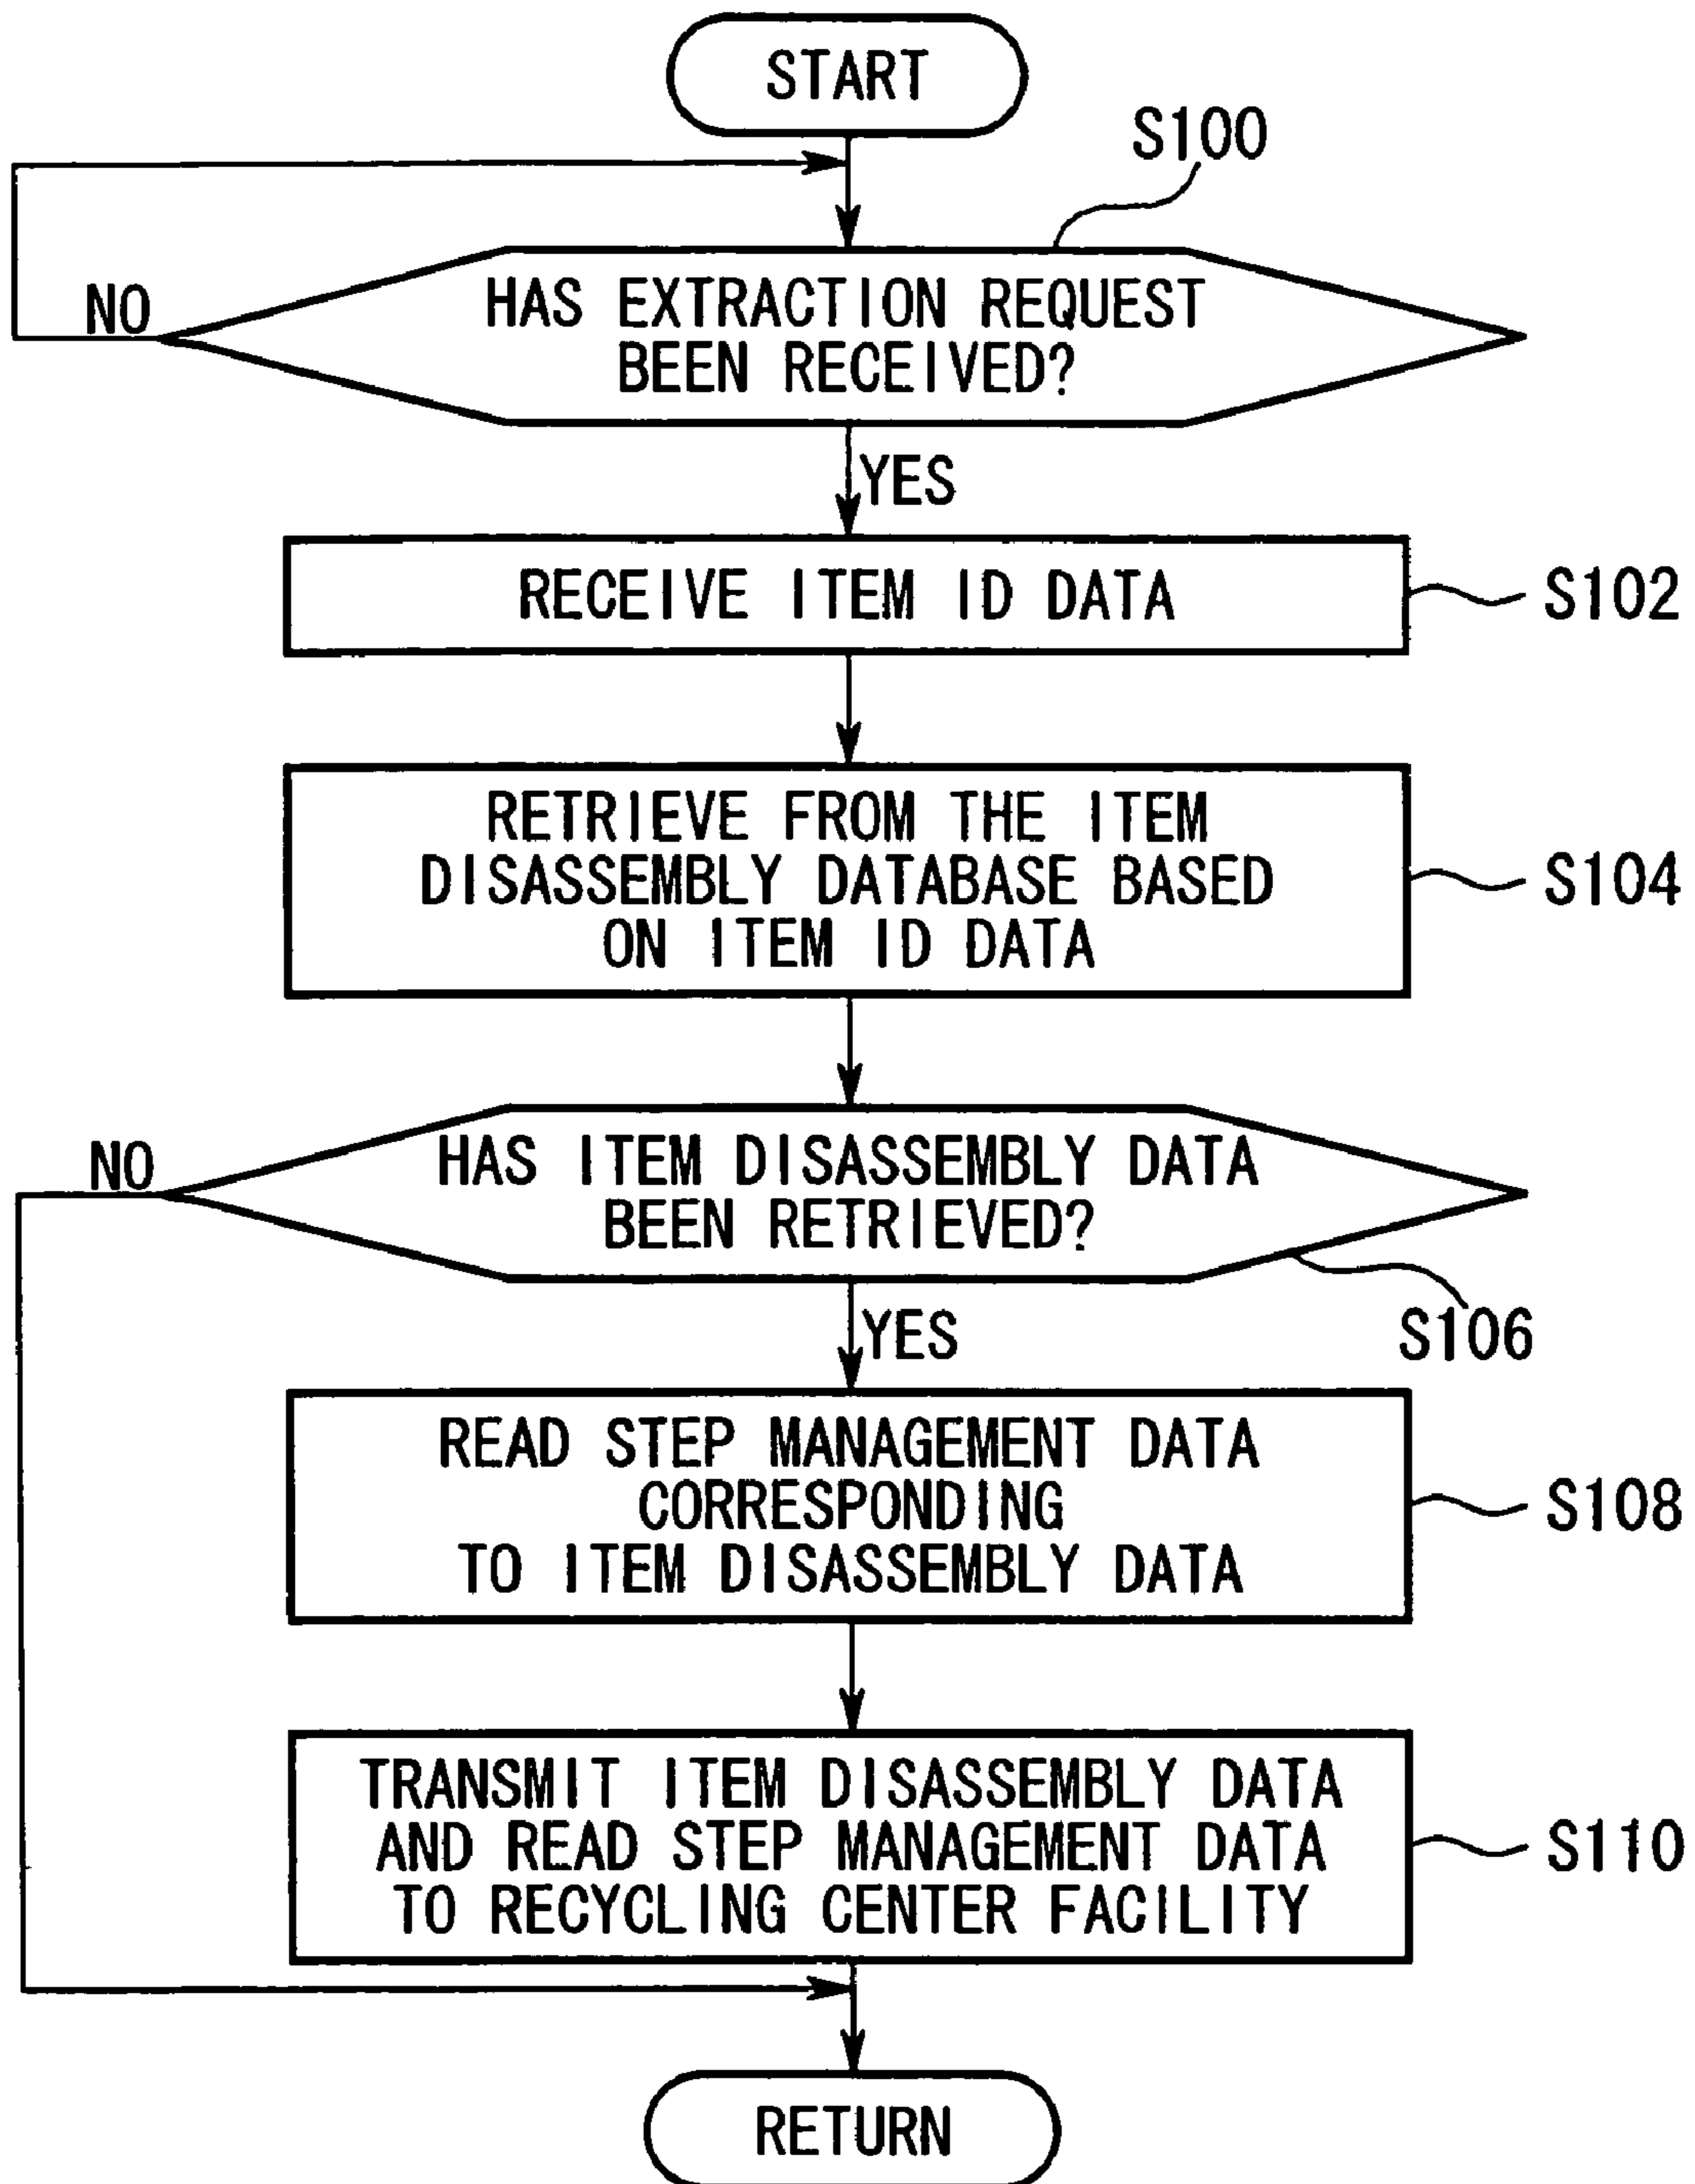 START
S100
NO
HAS EXTRACTION REQUEST
BEEN RECEIVED?
YES
RECEIVE ITEM ID DATA
S102
RETRIEVE FROM THE ITEM
DISASSEMBLY DATABASE BASED
ON ITEM ID DATA
S104
NO
HAS ITEM DISASSEMBLY DATA
BEEN RETRIEVED?
YES
S106
READ STEP MANAGEMENT DATA
CORRESPONDING
TO ITEM DISASSEMBLY DATA
S108
TRANSMIT ITEM DISASSEMBLY DATA
AND READ STEP MANAGEMENT DATA
TO RECYCLING CENTER FACILITY
S110
RETURN